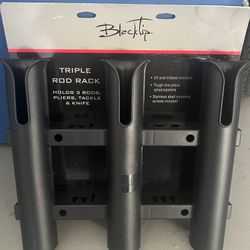 BlackTip.
TRIPLE
ROD RACK
HOLDS 3 RODS,
PLIERS, TACKLE
& KNIFE
• UV and mildew resistant
• Tough one-piece
polypropylene
• Stainless steel mounting
screws included